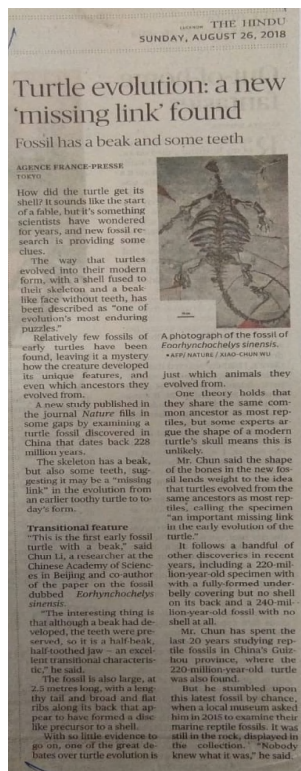 THE HINDU
SUNDAY, AUGUST 26, 2018
Turtle evolution: a new
‘missing link’ found
Fossil has a beak and some teeth
AGENCE FRANCE-PRESSE
TOKYO
How did the turtle get its
shell? It sounds like the start
of a fable, but it's something
scientists have wondered
for years, and new fossil re-
search is providing some
clues.
The way that turtles
evolved into their modern
form, with a shell fused to
their skeleton and a beak-
like face without teeth, has
been described as “one of
evolution's most enduring
puzzles.”
Relatively few fossils of
early turtles have been
found, leaving it a mystery
how the creature developed
its unique features, and
even which ancestors they
evolved from.
A new study published in
the journal Nature fills in
some gaps by examining a
turtle fossil discovered in
China that dates back 228
million years.
The skeleton has a beak,
but also some teeth, sug-
gesting it may be a “missing
link” in the evolution from
an earlier toothy turtle to to-
day's form.
Transitional feature
“This is the first early fossil
turtle with a beak,” said
Chun Li, a researcher at the
Chinese Academy of Scienc-
es in Beijing and co-author
of the paper on the fossil
dubbed Eorhynchochelys
sinensis.
“The interesting thing is
that although a beak had de-
veloped, the teeth were pre-
served, so it is a half-beak,
half-toothed jaw – an excel-
lent transitional characteris-
tic,” he said.
The fossil is also large, at
2.5 metres long, with a leng-
thy tail and broad and flat
ribs along its back that ap-
pear to have formed a disc
like precursor to a shell.
With so little evidence to
go on, one of the great de-
bates over turtle evolution is
A photograph of the fossil of
Eorhynchochelys sinensis.
• AFP/ NATURE / XIAO-CHUN WU
just which animals they
evolved from.
One theory holds that
they share the same com-
mon ancestor as most rep-
tiles, but some experts ar-
gue the shape of a modern
turtle's skull means this is
unlikely.
Mr. Chun said the shape
of the bones in the new fos-
sil lends weight to the idea
that turtles evolved from the
same ancestors as most rep-
tiles, calling the specimen
“an important missing link
in the early evolution of the
turtle.”
It follows a handful of
other discoveries in recent
years, including a 220-mil-
lion-year-old specimen with
with a fully-formed under-
belly covering but no shell
on its back and a 240-mil-
lion-year-old fossil with no
shell at all.
Mr. Chun has spent the
last 20 years studying rep-
tile fossils in China's Guiz-
hou province, where the
220-million-year-old turtle
was also found.
But he stumbled upon
this latest fossil by chance,
when a local museum asked
him in 2015 to examine their
marine reptile fossils. It was
still in the rock, displayed in
the collection. “Nobody
knew what it was,” he said.